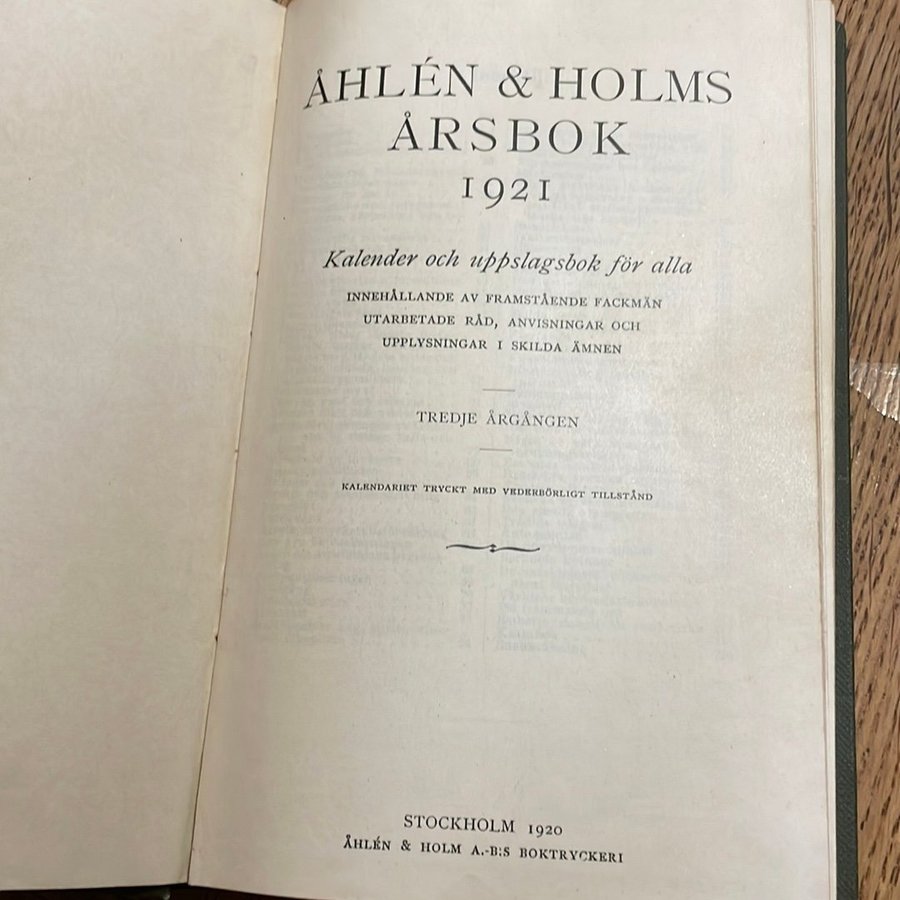 ÅHLÉN & HOLMS
ÅRSBOK
1921
Kalender och uppslagsbok för alla
INNEHÅLLANDE AV FRAMSTÅENDE FACKMÄN
UTARBETADE RÅD, ANVISNINGAR OCH
UPPLYSNINGAR I SKILDA ÄMNEN
TREDJE ÅRGÅNGEN
KALENDARIET TRYCKT MED VEDERBÖRLIGT TILLSTÅND
STOCKHOLM 1920
ÅHLÉN & HOLM A.-B:S BOKTRYCKERI